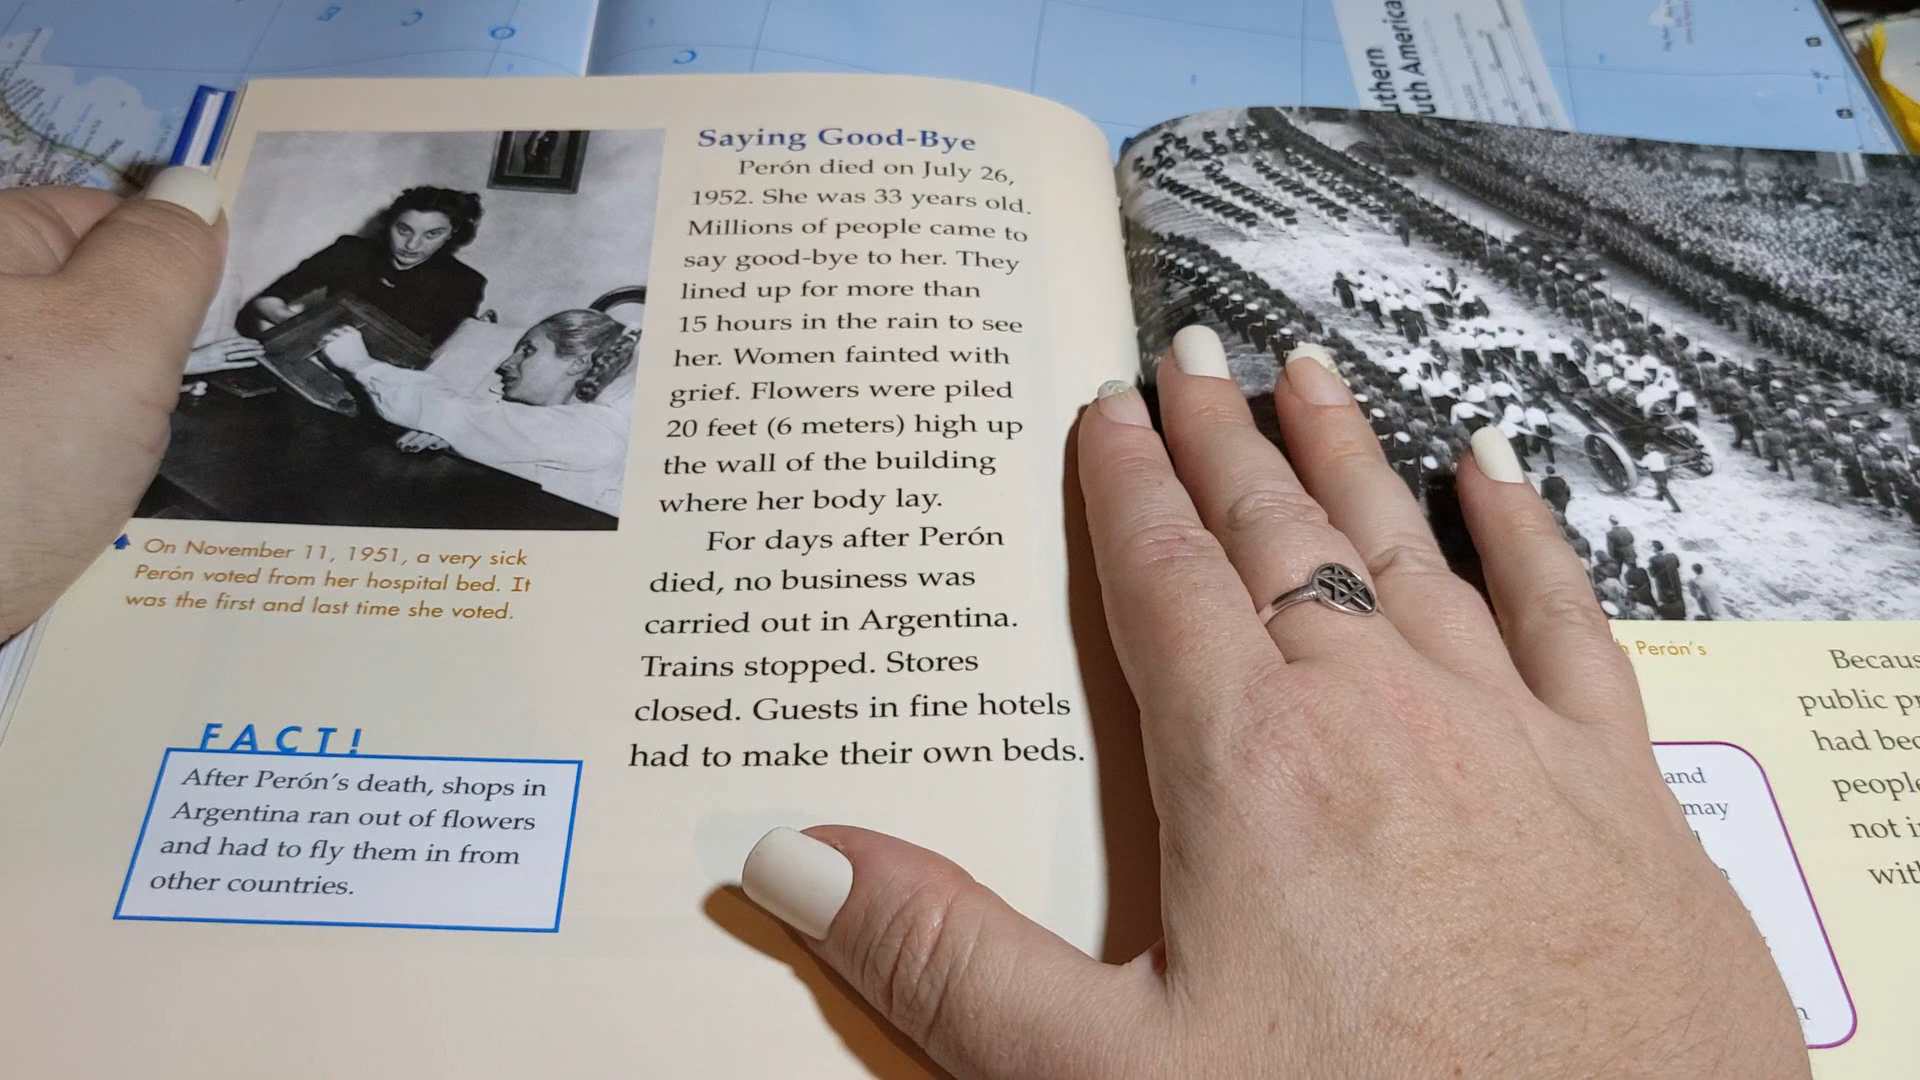 Southern
South America
Saying Good-Bye
Perón died on July 26,
1952. She was 33 years old.
Millions of people came to
say good-bye to her. They
lined up for more than
15 hours in the rain to see
her. Women fainted with
grief. Flowers were piled
20 feet (6 meters) high up
the wall of the building
where her body lay.
For days after Perón
died, no business was
carried out in Argentina.
Trains stopped. Stores
closed. Guests in fine hotels
had to make their own beds.
On November 11, 1951, a very sick
Perón voted from her hospital bed. It
was the first and last time she voted.
FACT!
After Perón's death, shops in
Argentina ran out of flowers
and had to fly them in from
other countries.
Perón's
public
had
not
and
may